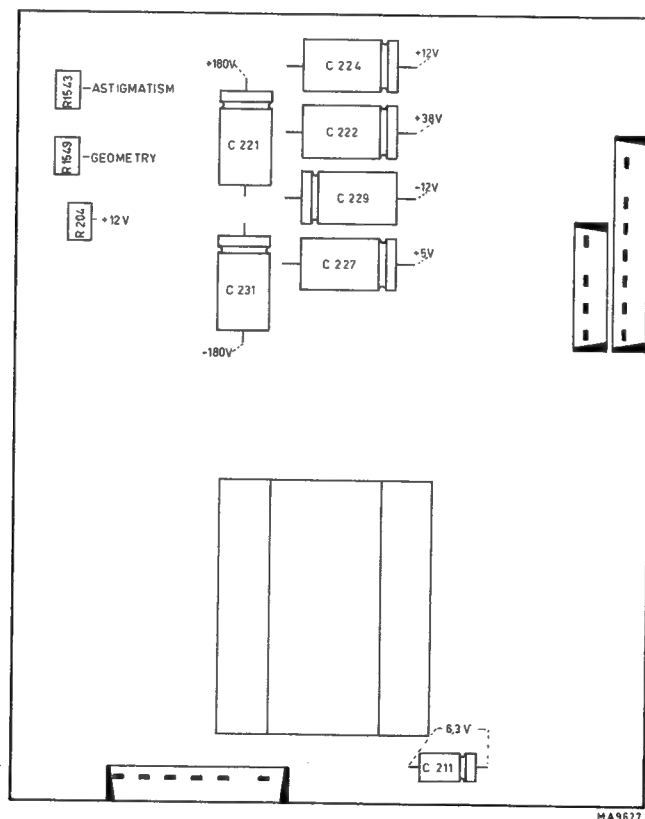 +12V
C 224
+180V
R1543
ASTIGMATISM
+38V
C 222
C 221
R1549
GEOMETRY
-12V
C 229
R 204
+12V
+5V
C 227
C 231
-180V
6,3 V
C 211
MA9627